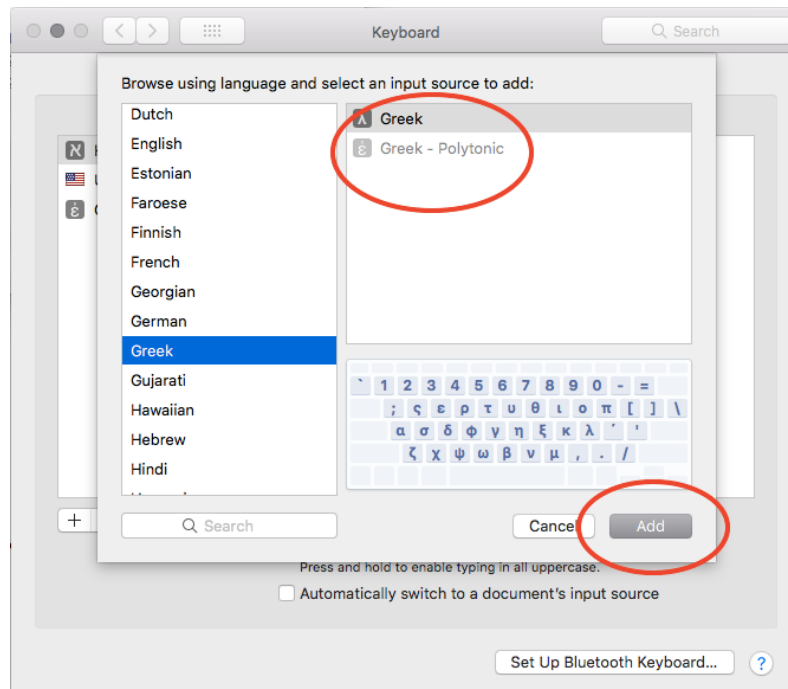 Keyboard
Search
Browse using language and select an input source to add:
Dutch
English
Estonian
Faroese
Finnish
French
Georgian
German
Greek
Gujarati
Hawaiian
Hebrew
Hindi
λ Greek
έ Greek - Polytonic
א
έ
` 1 2 3 4 5 6 7 8 9 0 - =
; ς ε ρ τ υ θ ι ο π [ ] \
α σ δ φ γ η ξ κ λ ΄ '
ζ χ ψ ω β ν μ , . /
+
Search
Cancel
Add
Press and hold to enable typing in all uppercase.
Automatically switch to a document's input source
Set Up Bluetooth Keyboard...
?